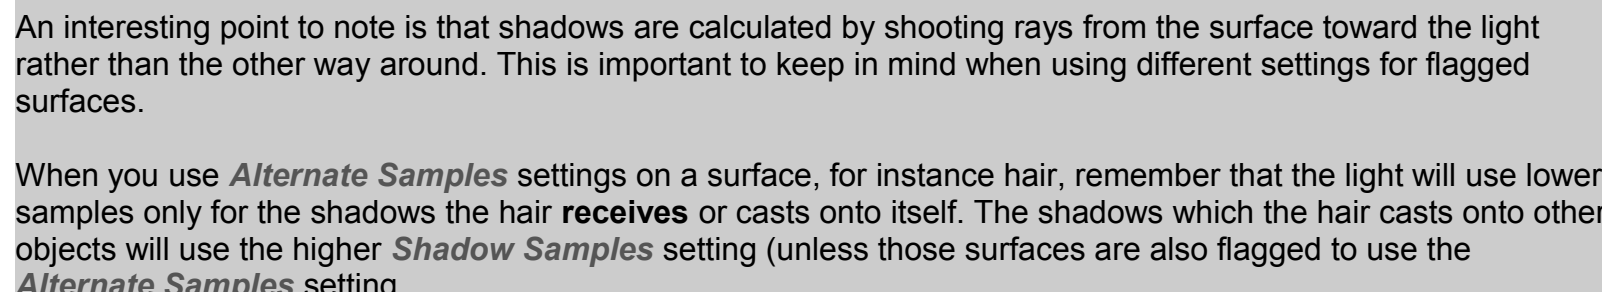 An interesting point to note is that shadows are calculated by shooting rays from the surface toward the light
rather than the other way around. This is important to keep in mind when using different settings for flagged
surfaces.
When you use Alternate Samples settings on a surface, for instance hair, remember that the light will use lower
samples only for the shadows the hair receives or casts onto itself. The shadows which the hair casts onto other
objects will use the higher Shadow Samples setting (unless those surfaces are also flagged to use the
Alternate Samples setting